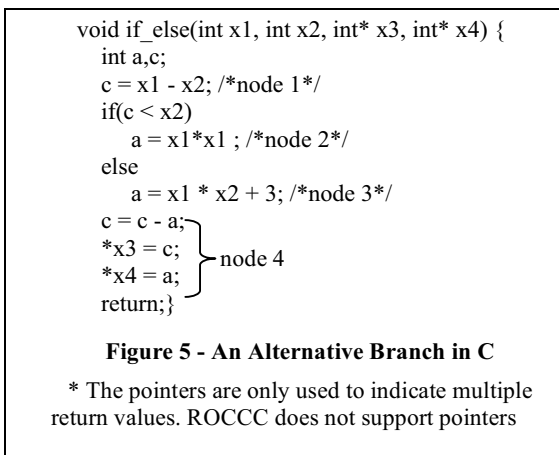 void if_else(int x1, int x2, int* x3, int* x4) {
int a,c;
c = x1 - x2; /*node 1*/
if(c < x2)
a = x1*x1 ; /*node 2*/
else
a = x1 * x2 + 3; /*node 3*/
c = c - a;
*x3 = c;
node 4
*x4 = a;
return;}
Figure 5 - An Alternative Branch in C
* The pointers are only used to indicate multiple
return values. ROCCC does not support pointers